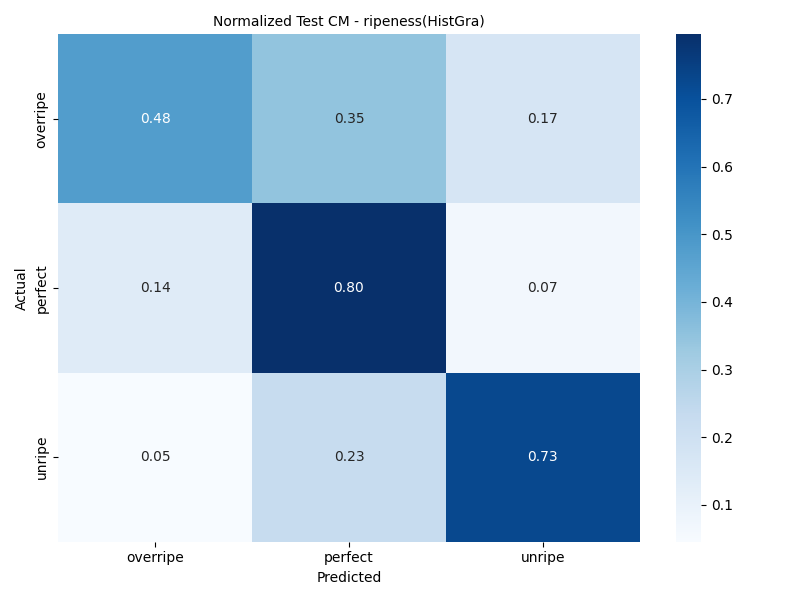 Normalized Test CM - ripeness(HistGra)
Actual
overripe
0.48 0.35 0.17
perfect
0.14 0.80 0.07
unripe
0.05 0.23 0.73
overripe perfect unripe
Predicted
0.7
0.6
0.5
0.4
0.3
0.2
0.1